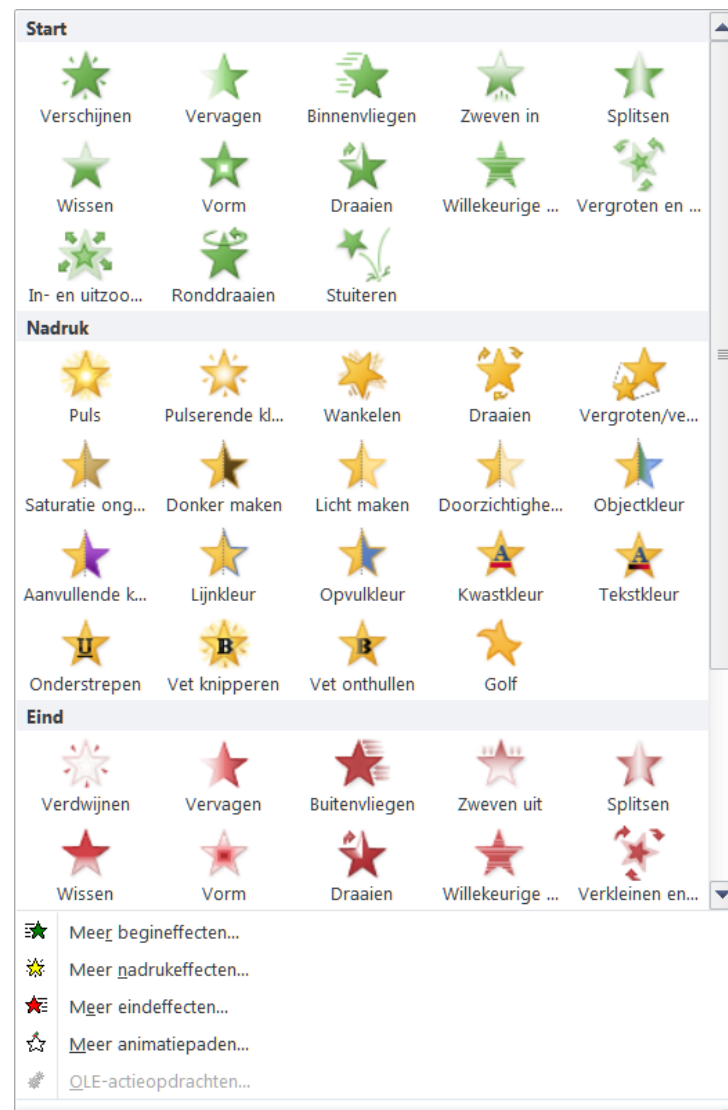 Start
Verschijnen Vervagen Binnenvliegen Zweven in Splitsen
Wissen Vorm Draaien Willekeurige ... Vergroten en ...
In- en uitzoo... Ronddraaien Stuiteren
Nadruk
Puls Pulserende kl... Wankelen Draaien Vergroten/ve...
Saturatie ong... Donker maken Licht maken Doorzichtighe... Objectkleur
Aanvullende k... Lijnkleur Opvulkleur Kwastkleur Tekstkleur
Onderstrepen Vet knipperen Vet onthullen Golf
Eind
Verdwijnen Vervagen Buitenvliegen Zweven uit Splitsen
Wissen Vorm Draaien Willekeurige ... Verkleinen en...
Meer begineffecten...
Meer nadrukeffecten...
Meer eindeffecten...
Meer animatiepaden...
OLE-actieopdrachten...